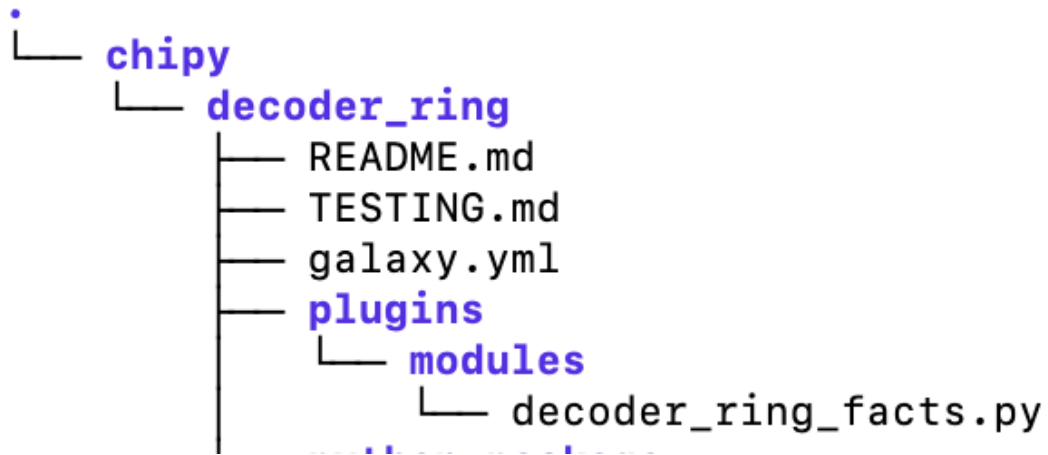 .
└── chipy
    └── decoder_ring
        ├── README.md
        ├── TESTING.md
        ├── galaxy.yml
        ├── plugins
        │   └── modules
        │       └── decoder_ring_facts.py